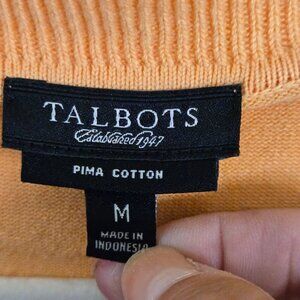 TALBOTS
Established 1947
PIMA COTTON
M
MADE IN
INDONESIA